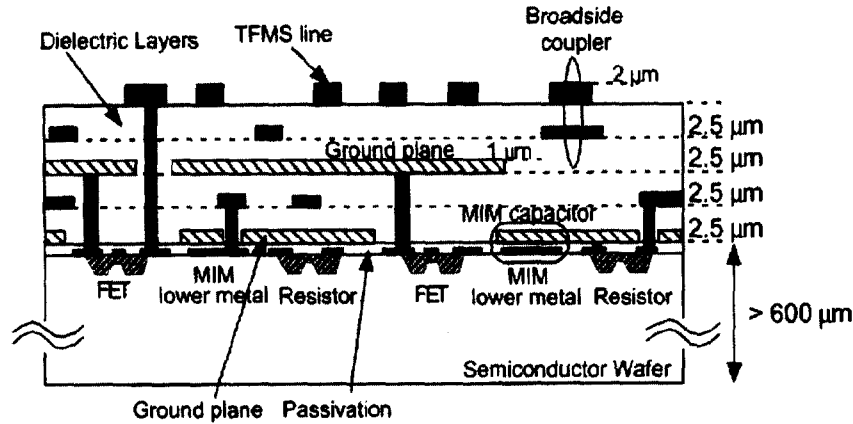 Broadside
coupler
Dielectric Layers
TFMS line
2 μm
2.5 μm
Ground plane 1 μm
2.5 μm
2.5 μm
MIM capacitor
2.5 μm
FET
MIM
lower metal
Resistor
FET
MIM
lower metal
Resistor
> 600 μm
Semiconductor Wafer
Ground plane
Passivation